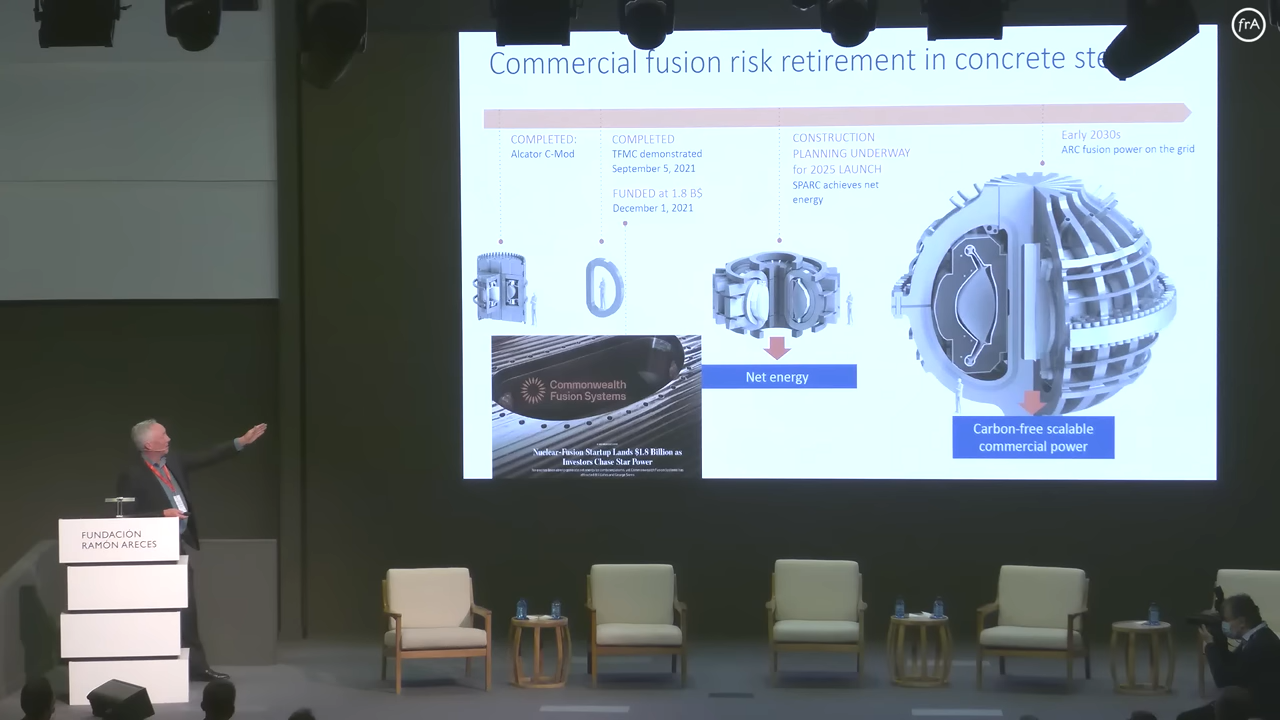 frA
Commercial fusion risk retirement in concrete
COMPLETED:
Alcator C-Mod
COMPLETED
TFMC demonstrated
September 5, 2021
FUNDED at 1.8 B$
December 1, 2021
CONSTRUCTION
PLANNING UNDERWAY
for 2025 LAUNCH
SPARC achieves net
energy
Early 2030s
ARC fusion power on the grid
Net energy
Commonwealth
Fusion Systems
Nuclear-Fusion Startup Lands $1.8 Billion as
Investors Chase Star Power
Carbon-free scalable
commercial power
FUNDACIÓN
RAMÓN ARECES